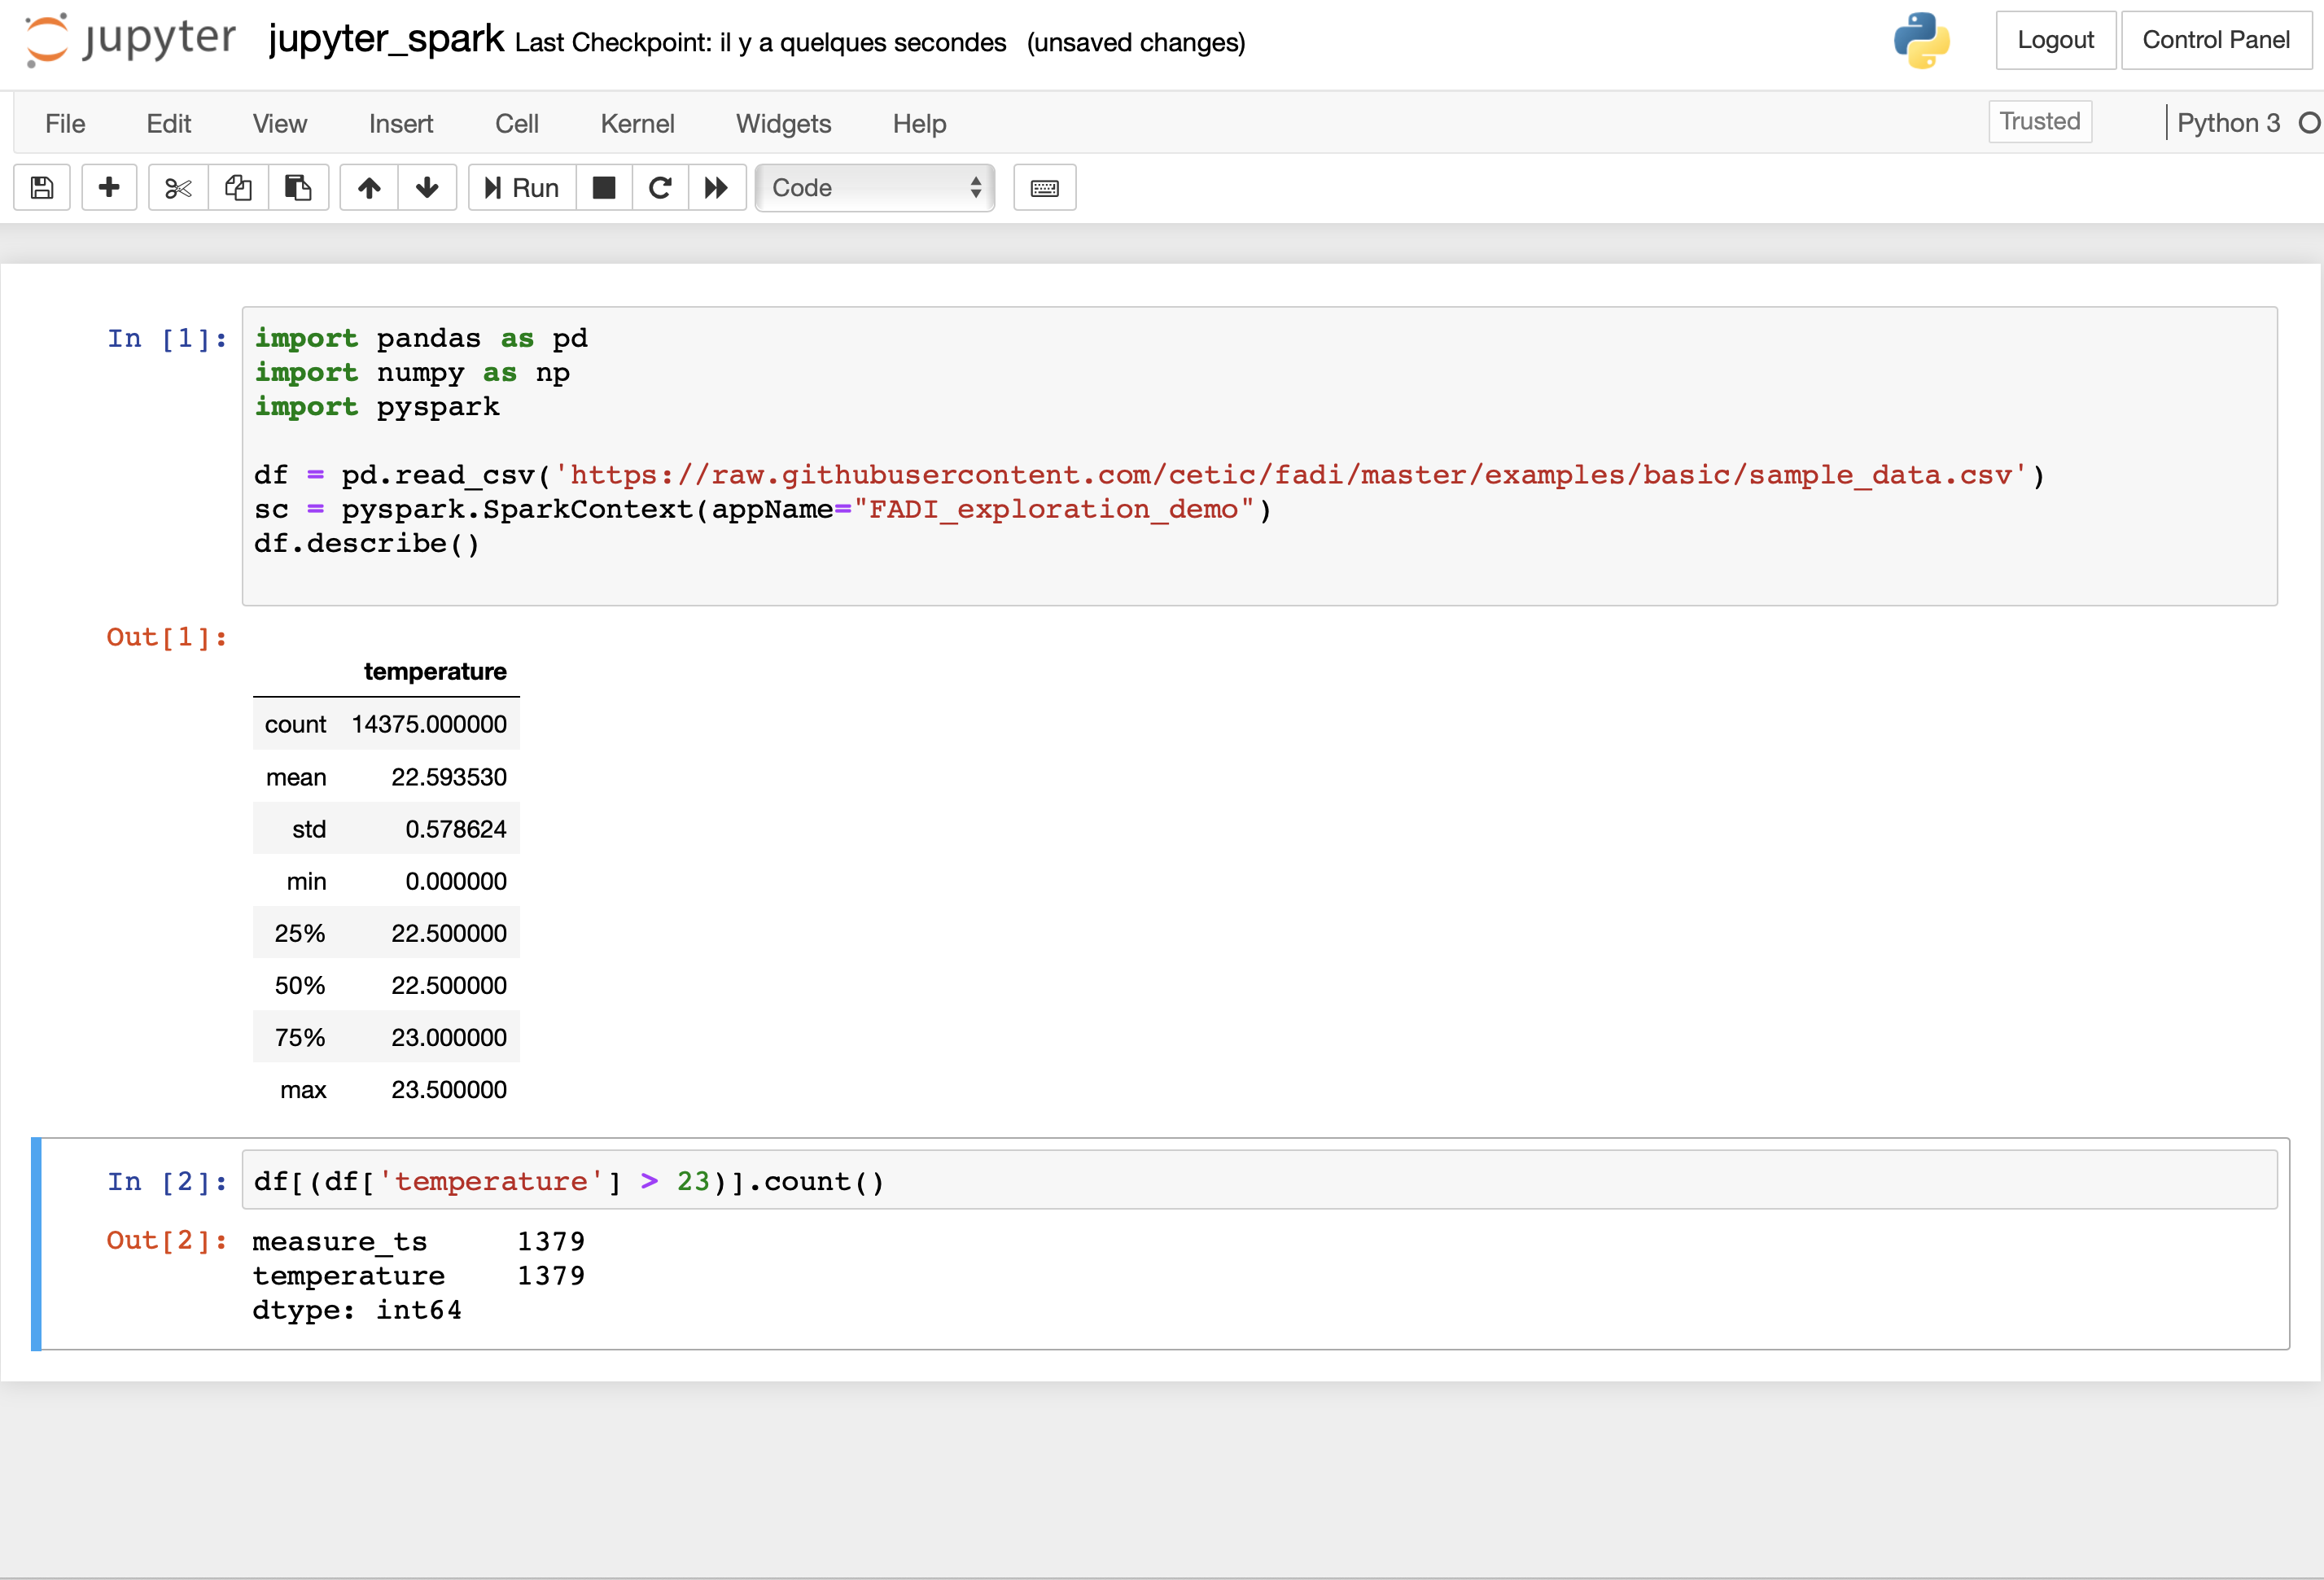 jupyter jupyter_spark Last Checkpoint: il y a quelques secondes (unsaved changes) Logout Control Panel
File Edit View Insert Cell Kernel Widgets Help Trusted Python 3
Run Code
In [1]: import pandas as pd
import numpy as np
import pyspark
df = pd.read_csv('https://raw.githubusercontent.com/cetic/fadi/master/examples/basic/sample_data.csv')
sc = pyspark.SparkContext(appName="FADI_exploration_demo")
df.describe()
Out[1]:
temperature
count 14375.000000
mean 22.593530
std 0.578624
min 0.000000
25% 22.500000
50% 22.500000
75% 23.000000
max 23.500000
In [2]: df[(df['temperature'] > 23)].count()
Out[2]: measure_ts 1379
temperature 1379
dtype: int64